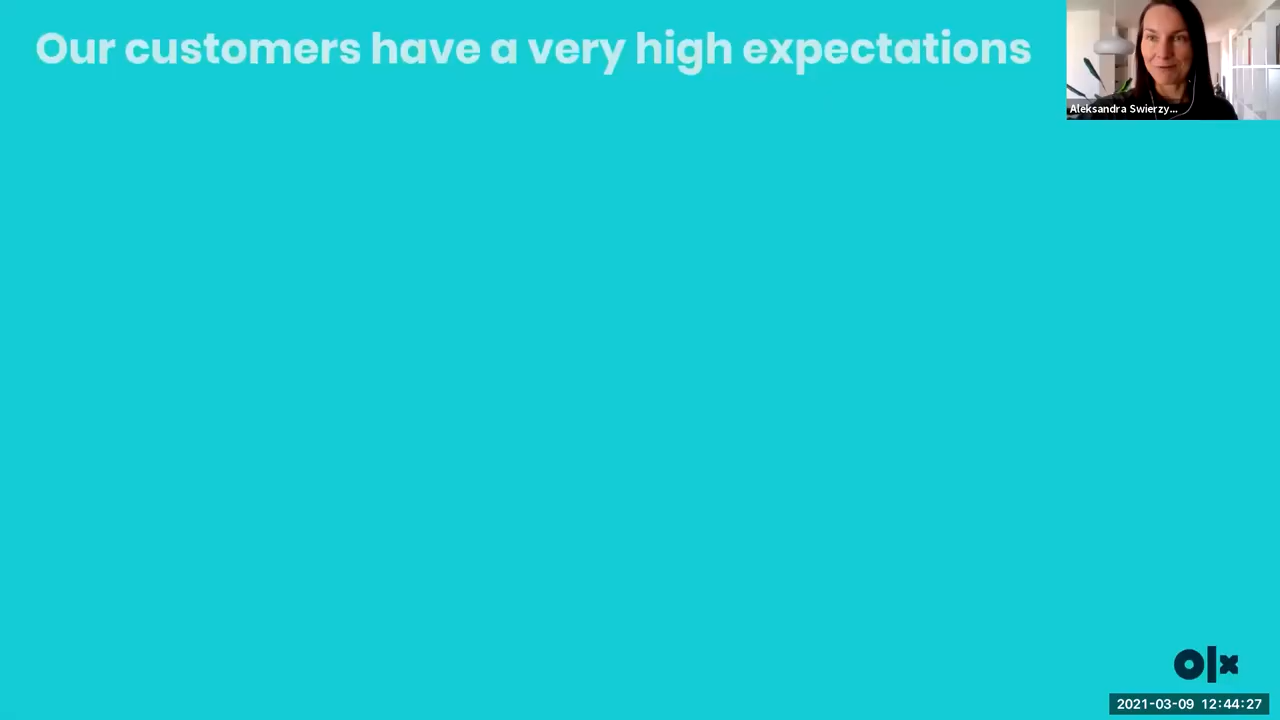 Our customers have a very high expectations
Aleksandra Swierzy...
olx
2021-03-09 12:44:27